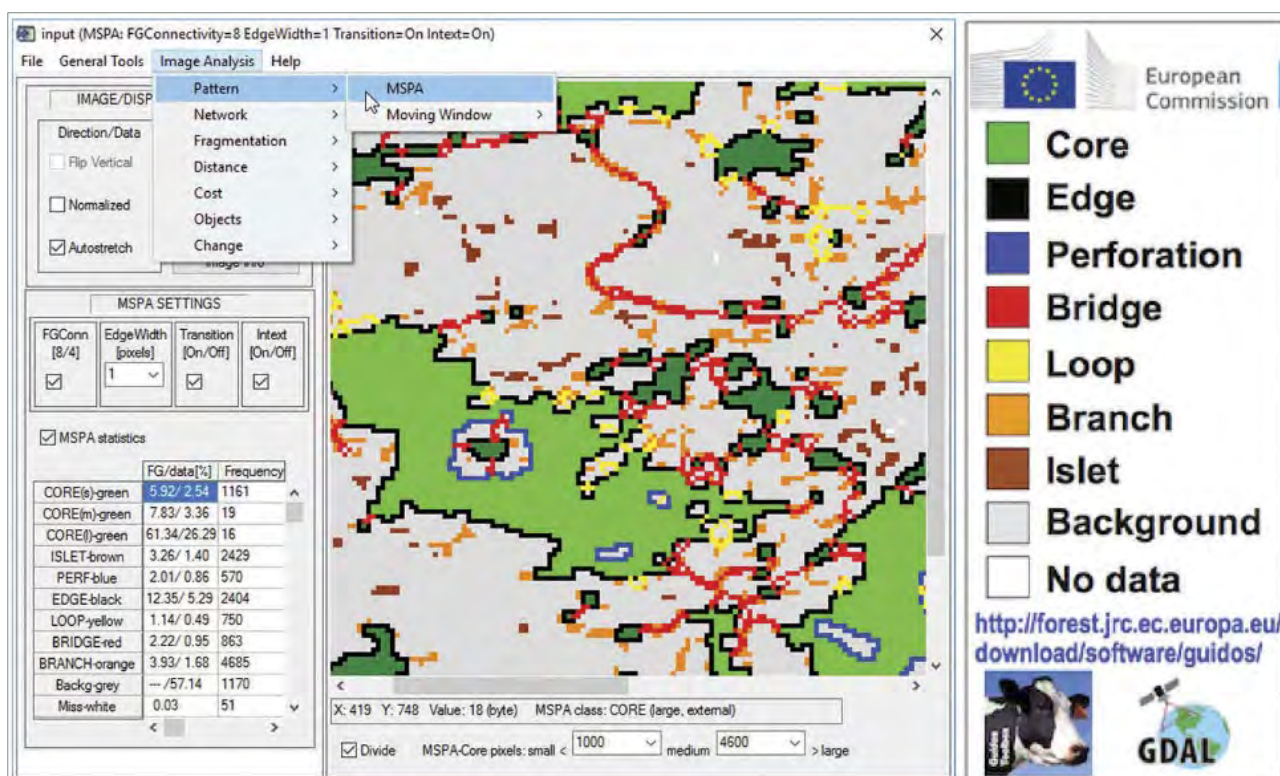 input (MSPA: FGConnectivity=8 EdgeWidth=1 Transition=On Intext=On)
File General Tools Image Analysis Help
Pattern > MSPA
Network > Moving Window >
Fragmentation >
Distance >
Cost >
Objects >
Change >
IMAGE/DISP
Direction/Data
Flip Vertical
Normalized
Autostretch
Image Info
MSPA SETTINGS
FGConn [8/4]
EdgeWidth [pixels]
1
Transition [On/Off]
Intext [On/Off]
MSPA statistics
FG/data[%] Frequency
CORE(s)-green 5.92/ 2.54 1161
CORE(m)-green 7.83/ 3.36 19
CORE(l)-green 61.34/26.29 16
ISLET-brown 3.26/ 1.40 2429
PERF-blue 2.01/ 0.86 570
EDGE-black 12.35/ 5.29 2404
LOOP-yellow 1.14/ 0.49 750
BRIDGE-red 2.22/ 0.95 863
BRANCH-orange 3.93/ 1.68 4685
Backg-grey --- /57.14 1170
Miss-white 0.03 51
X: 419 Y: 748 Value: 18 (byte) MSPA class: CORE (large, external)
Divide MSPA-Core pixels: small < 1000 medium 4600 > large
European
Commission
Core
Edge
Perforation
Bridge
Loop
Branch
Islet
Background
No data
http://forest.jrc.ec.europa.eu/
download/software/guidos/
Guidos
Toolbox
GDAL